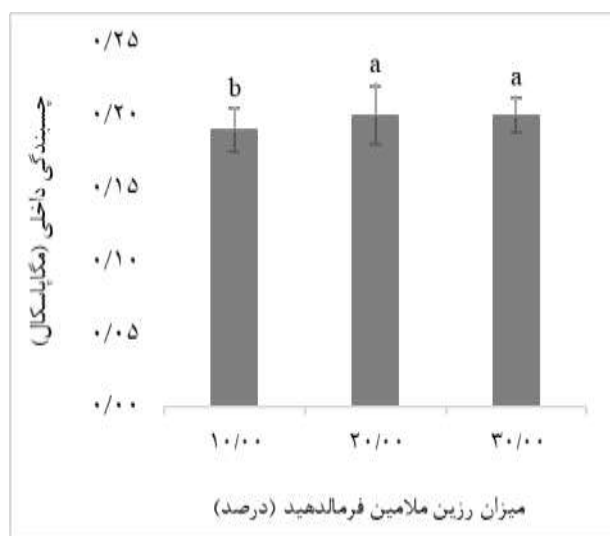 چسبندگی داخلی (مگاپاسکال)
۰/۲۵
۰/۲۰
۰/۱۵
۰/۱۰
۰/۰۵
۰/۰۰
b
a
a
۱۰/۰۰
۲۰/۰۰
۳۰/۰۰
میزان رزین ملامین فرمالدهید (درصد)